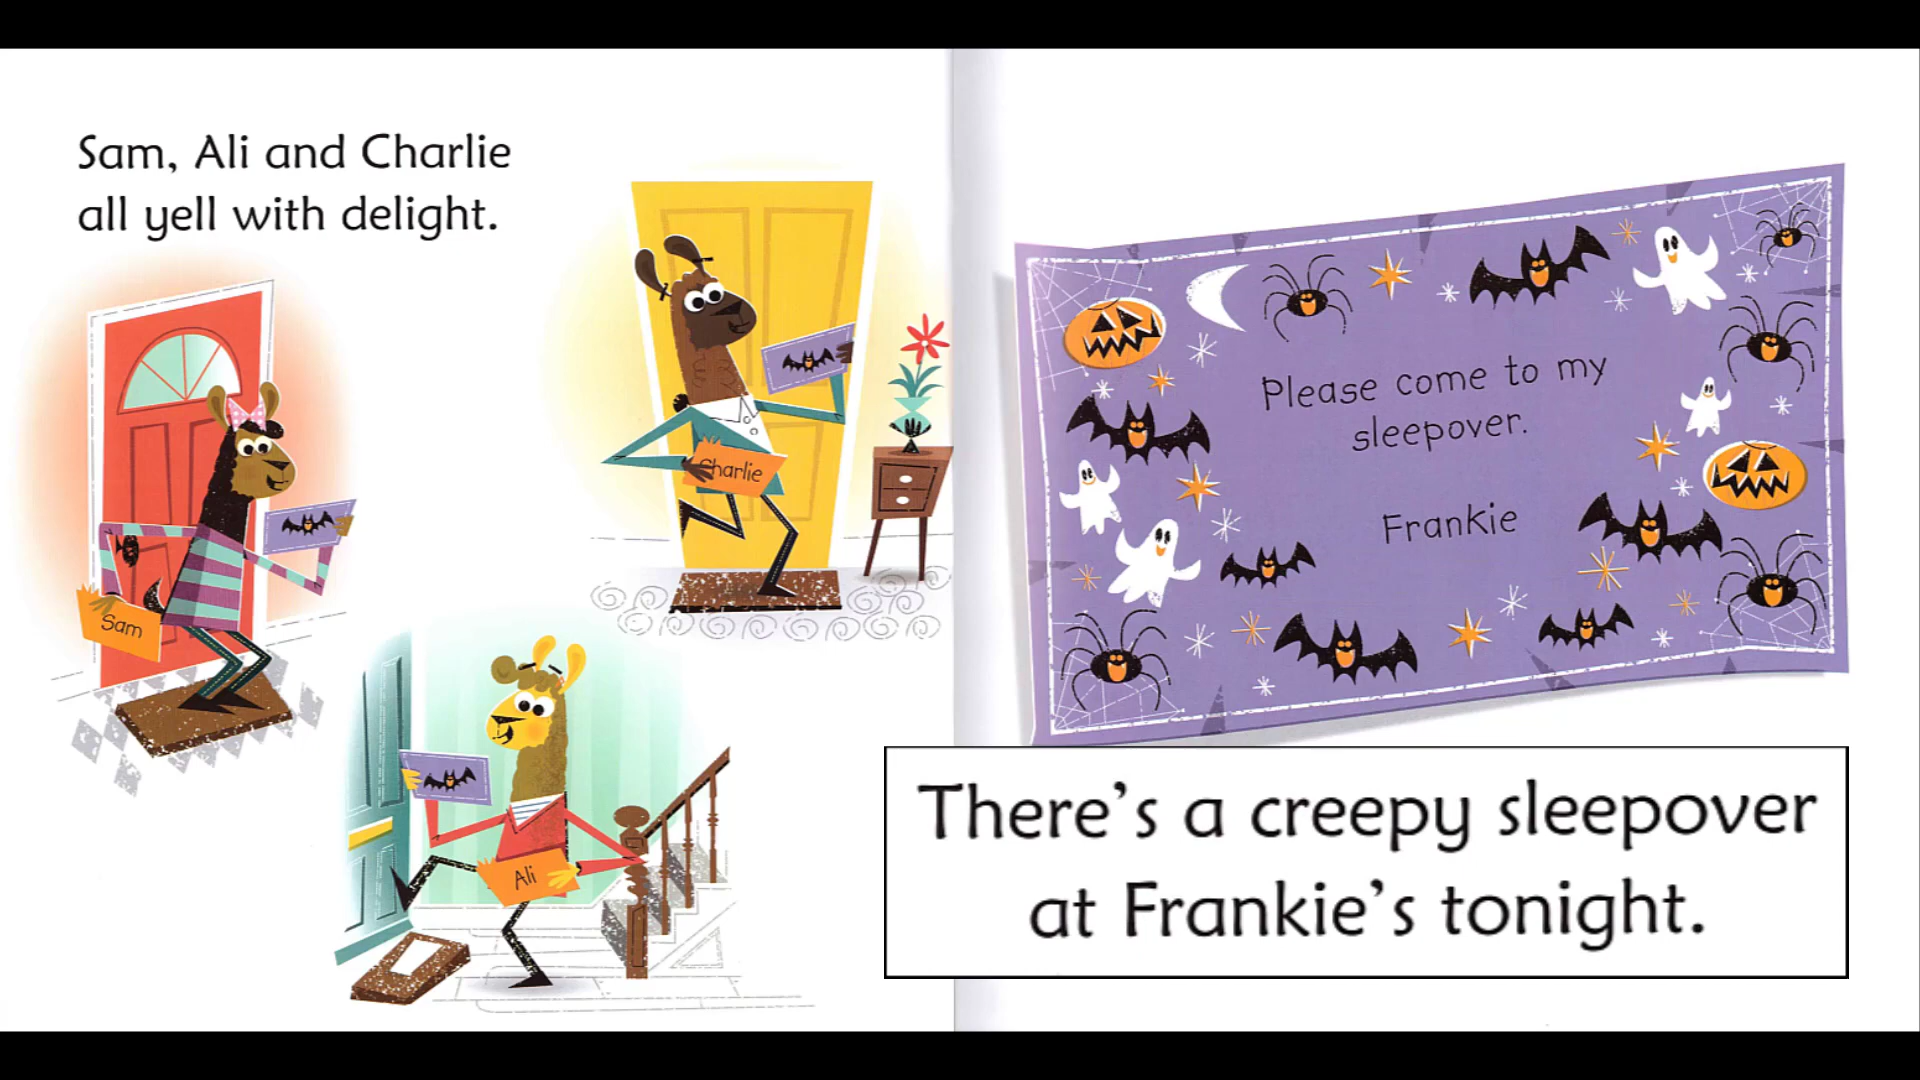 Sam, Ali and Charlie
all yell with delight.
Charlie
Sam
Ali
Please come to my
sleepover.
Frankie
There's a creepy sleepover
at Frankie's tonight.